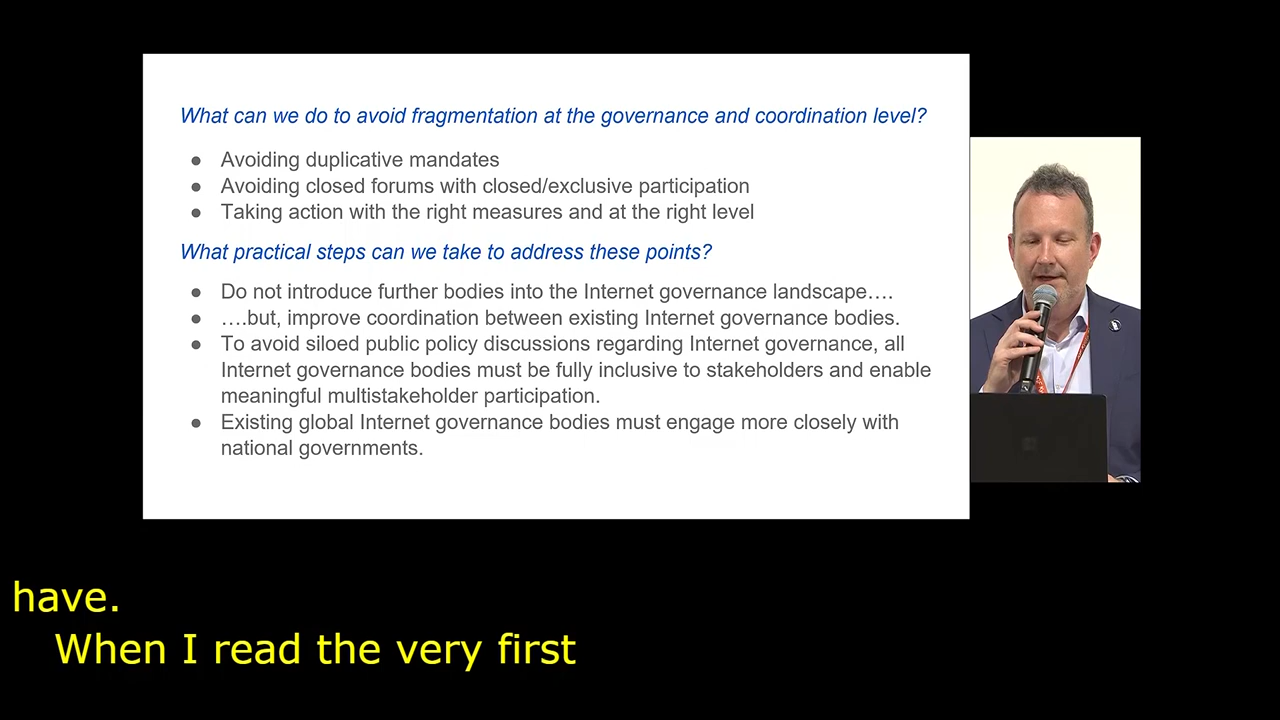 What can we do to avoid fragmentation at the governance and coordination level?
● Avoiding duplicative mandates
● Avoiding closed forums with closed/exclusive participation
● Taking action with the right measures and at the right level
What practical steps can we take to address these points?
● Do not introduce further bodies into the Internet governance landscape….
● ….but, improve coordination between existing Internet governance bodies.
● To avoid siloed public policy discussions regarding Internet governance, all
Internet governance bodies must be fully inclusive to stakeholders and enable
meaningful multistakeholder participation.
● Existing global Internet governance bodies must engage more closely with
national governments.
have.
When I read the very first